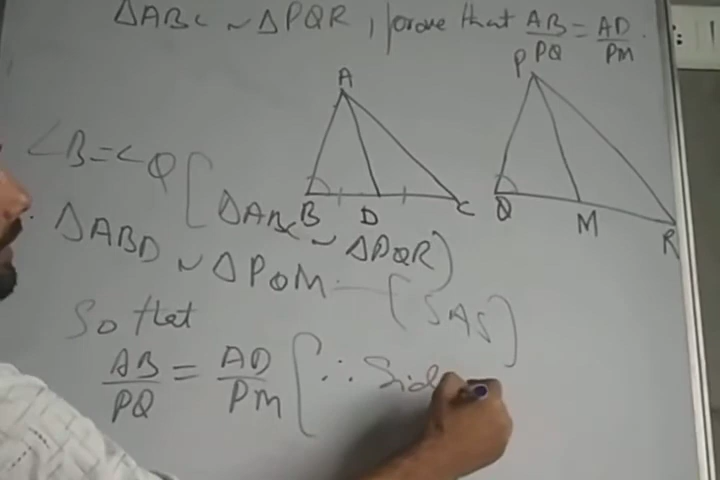 ΔABC ~ ΔPQR, prove that AB/PQ = AD/PM.
A
P
B D C
Q M R
∠B = ∠Q [ΔABC ~ ΔPQR)
ΔABD ~ ΔPQM — (SAS)
So that
AB/PQ = AD/PM [∴ Side